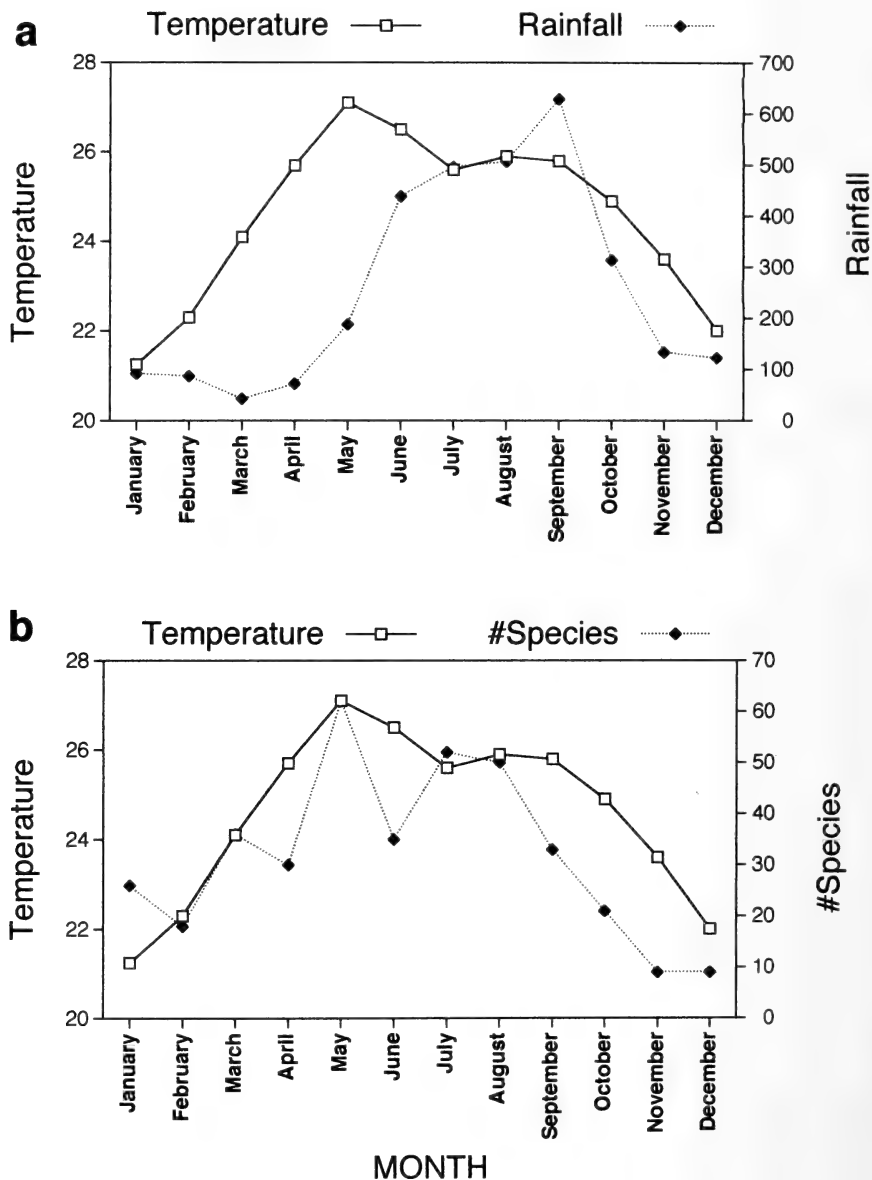 a
Temperature Rainfall
28
26
24
22
20
Temperature
700
600
500
400
300
200
100
0
Rainfall
January
February
March
April
May
June
July
August
September
October
November
December
b
Temperature #Species
28
26
24
22
20
Temperature
70
60
50
40
30
20
10
0
#Species
January
February
March
April
May
June
July
August
September
October
November
December
MONTH